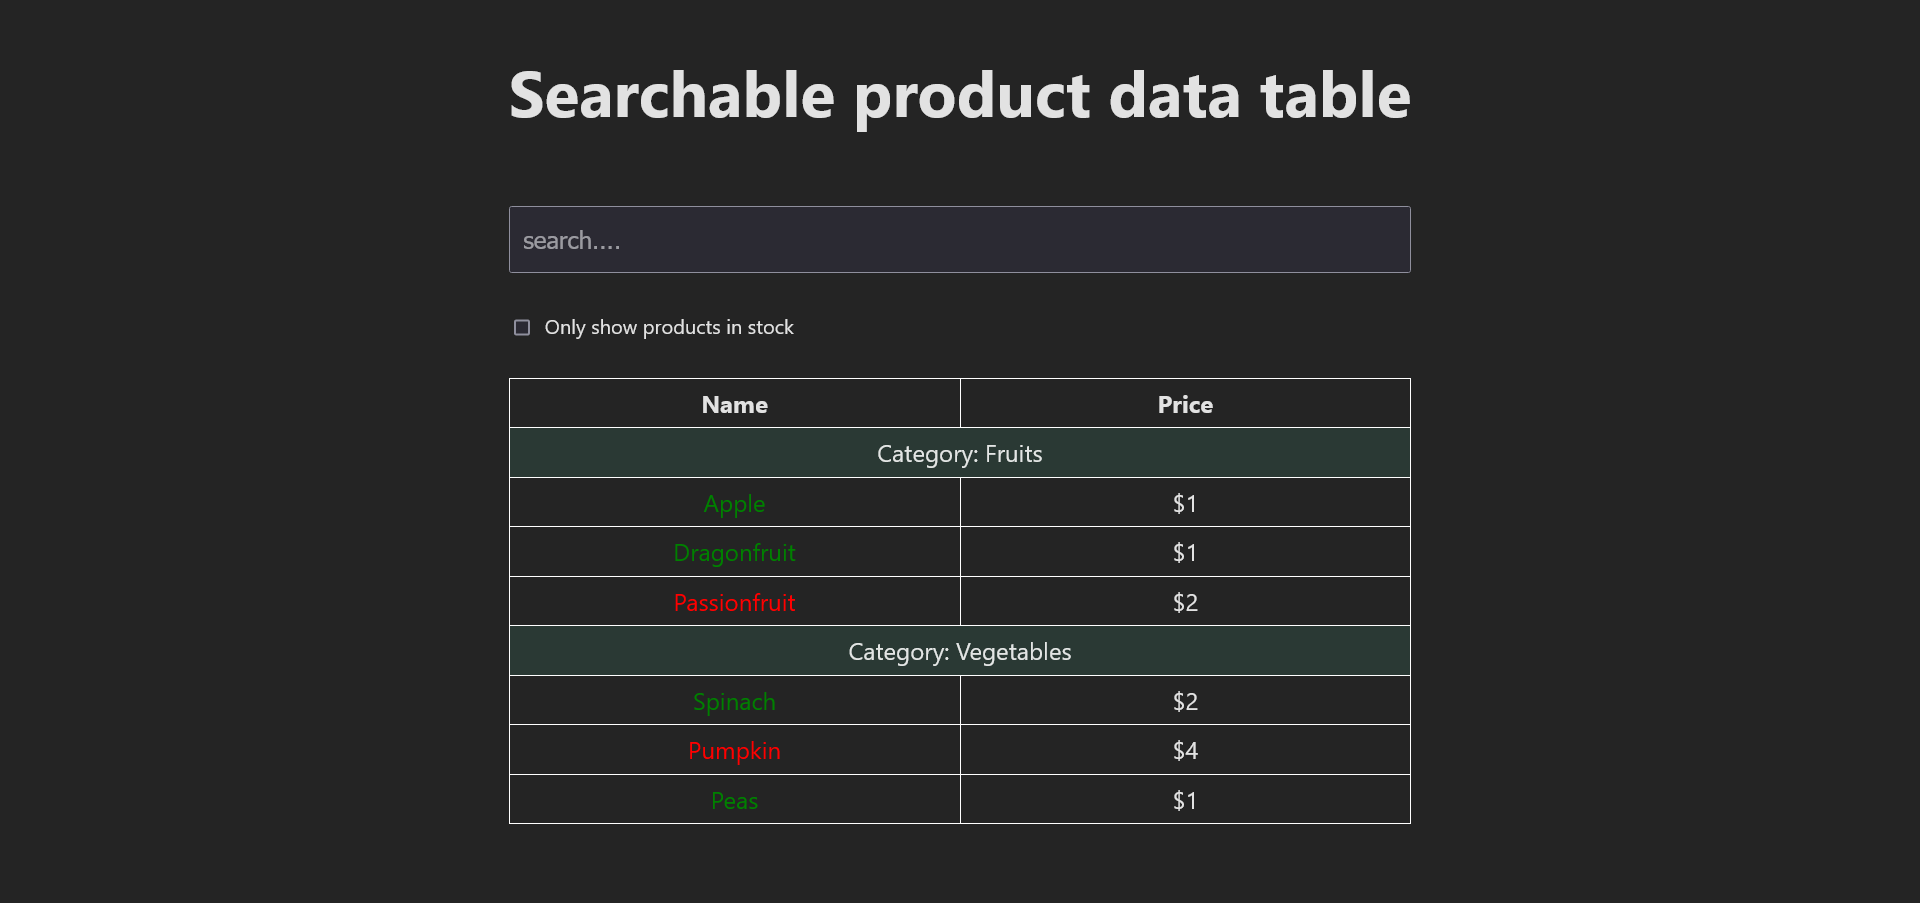 Searchable product data table
search....
Only show products in stock
Name Price
Category: Fruits
Apple $1
Dragonfruit $1
Passionfruit $2
Category: Vegetables
Spinach $2
Pumpkin $4
Peas $1